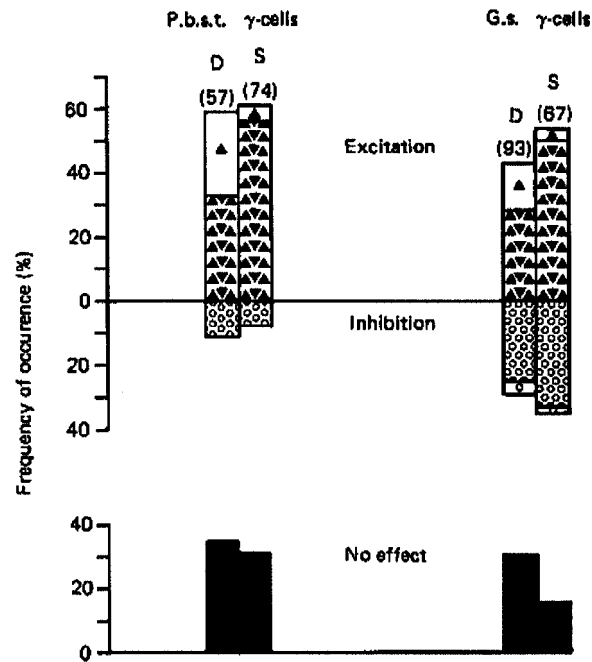 P.b.s.t. γ-cells
G.s. γ-cells
D
S
(57)
(74)
D
S
(93)
(67)
Excitation
Inhibition
No effect
Frequency of occurence (%)
60
40
20
0
20
40
40
20
0